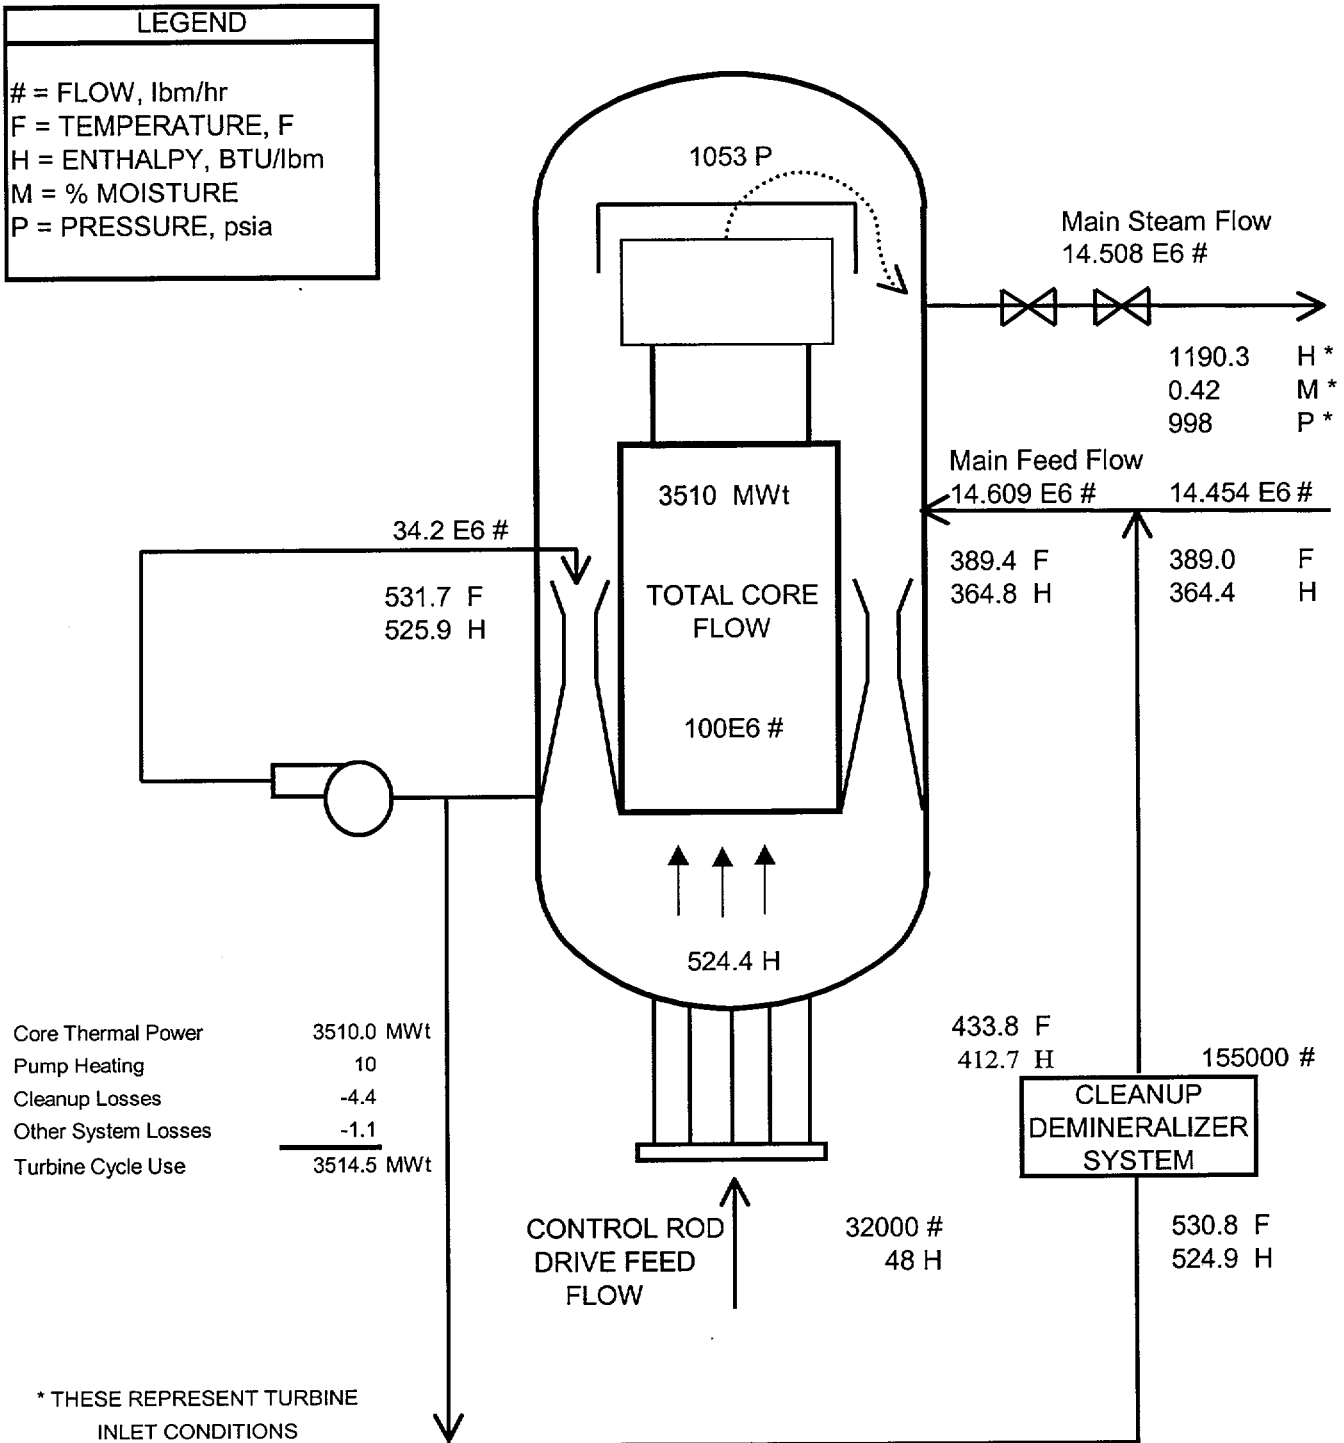 LEGEND
# = FLOW, lbm/hr
F = TEMPERATURE, F
H = ENTHALPY, BTU/lbm
M = % MOISTURE
P = PRESSURE, psia
1053 P
Main Steam Flow
14.508 E6 #
1190.3 H *
0.42 M *
998 P *
Main Feed Flow
14.609 E6 # 14.454 E6 #
389.4 F 389.0 F
364.8 H 364.4 H
3510 MWt
34.2 E6 #
531.7 F
525.9 H
TOTAL CORE
FLOW
100E6 #
524.4 H
433.8 F
412.7 H 155000 #
CLEANUP
DEMINERALIZER
SYSTEM
530.8 F
524.9 H
Core Thermal Power 3510.0 MWt
Pump Heating 10
Cleanup Losses -4.4
Other System Losses -1.1
Turbine Cycle Use 3514.5 MWt
CONTROL ROD
DRIVE FEED
FLOW
32000 #
48 H
* THESE REPRESENT TURBINE
INLET CONDITIONS